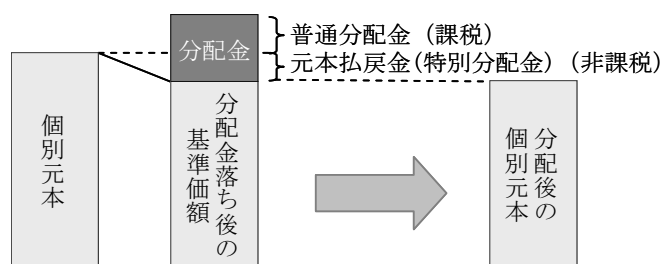 分配金
普通分配金（課税）
元本払戻金（特別分配金）（非課税）
個別元本
分配金落ち後の
基準価額
分配後の
個別元本